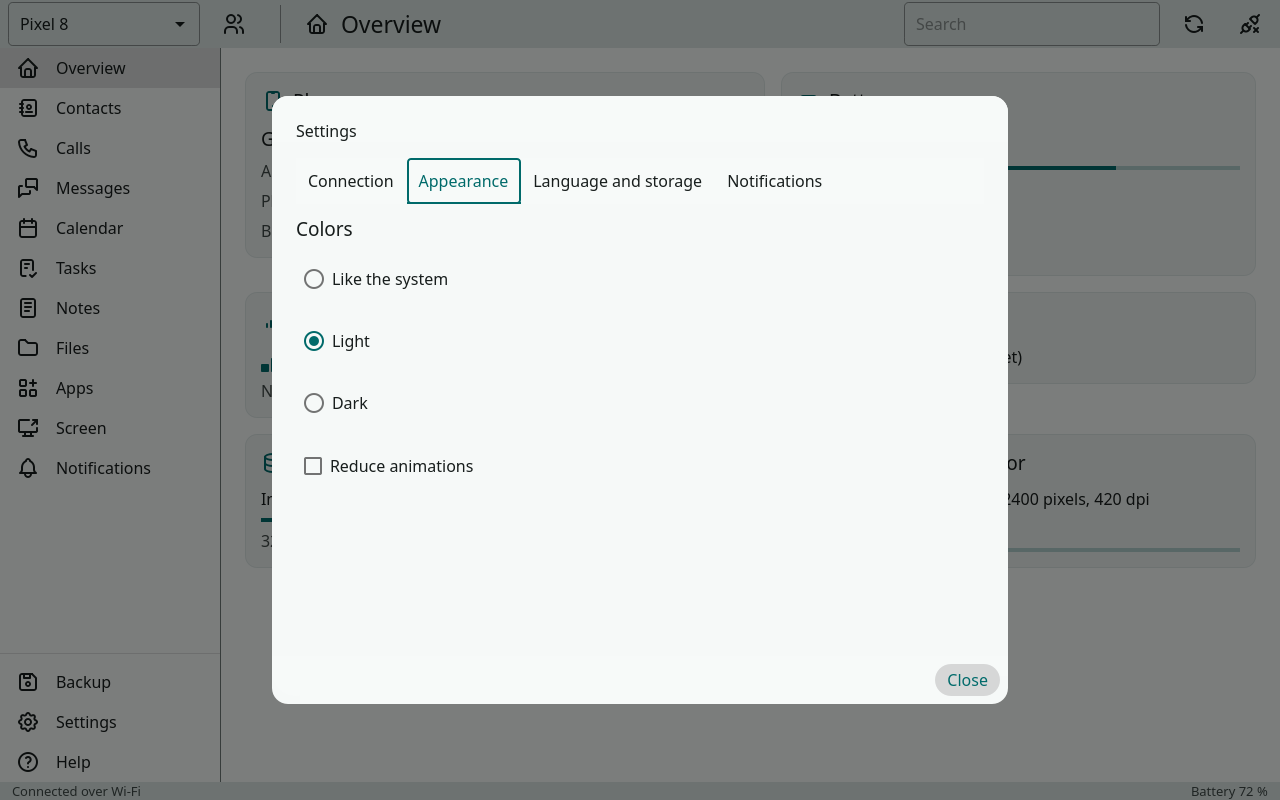 Pixel 8
Overview
Search
Overview
Contacts
Calls
Messages
Calendar
Tasks
Notes
Files
Apps
Screen
Notifications
Backup
Settings
Help
Settings
Connection
Appearance
Language and storage
Notifications
Colors
Like the system
Light
Dark
Reduce animations
Close
2400 pixels, 420 dpi
Connected over Wi-Fi
Battery 72 %